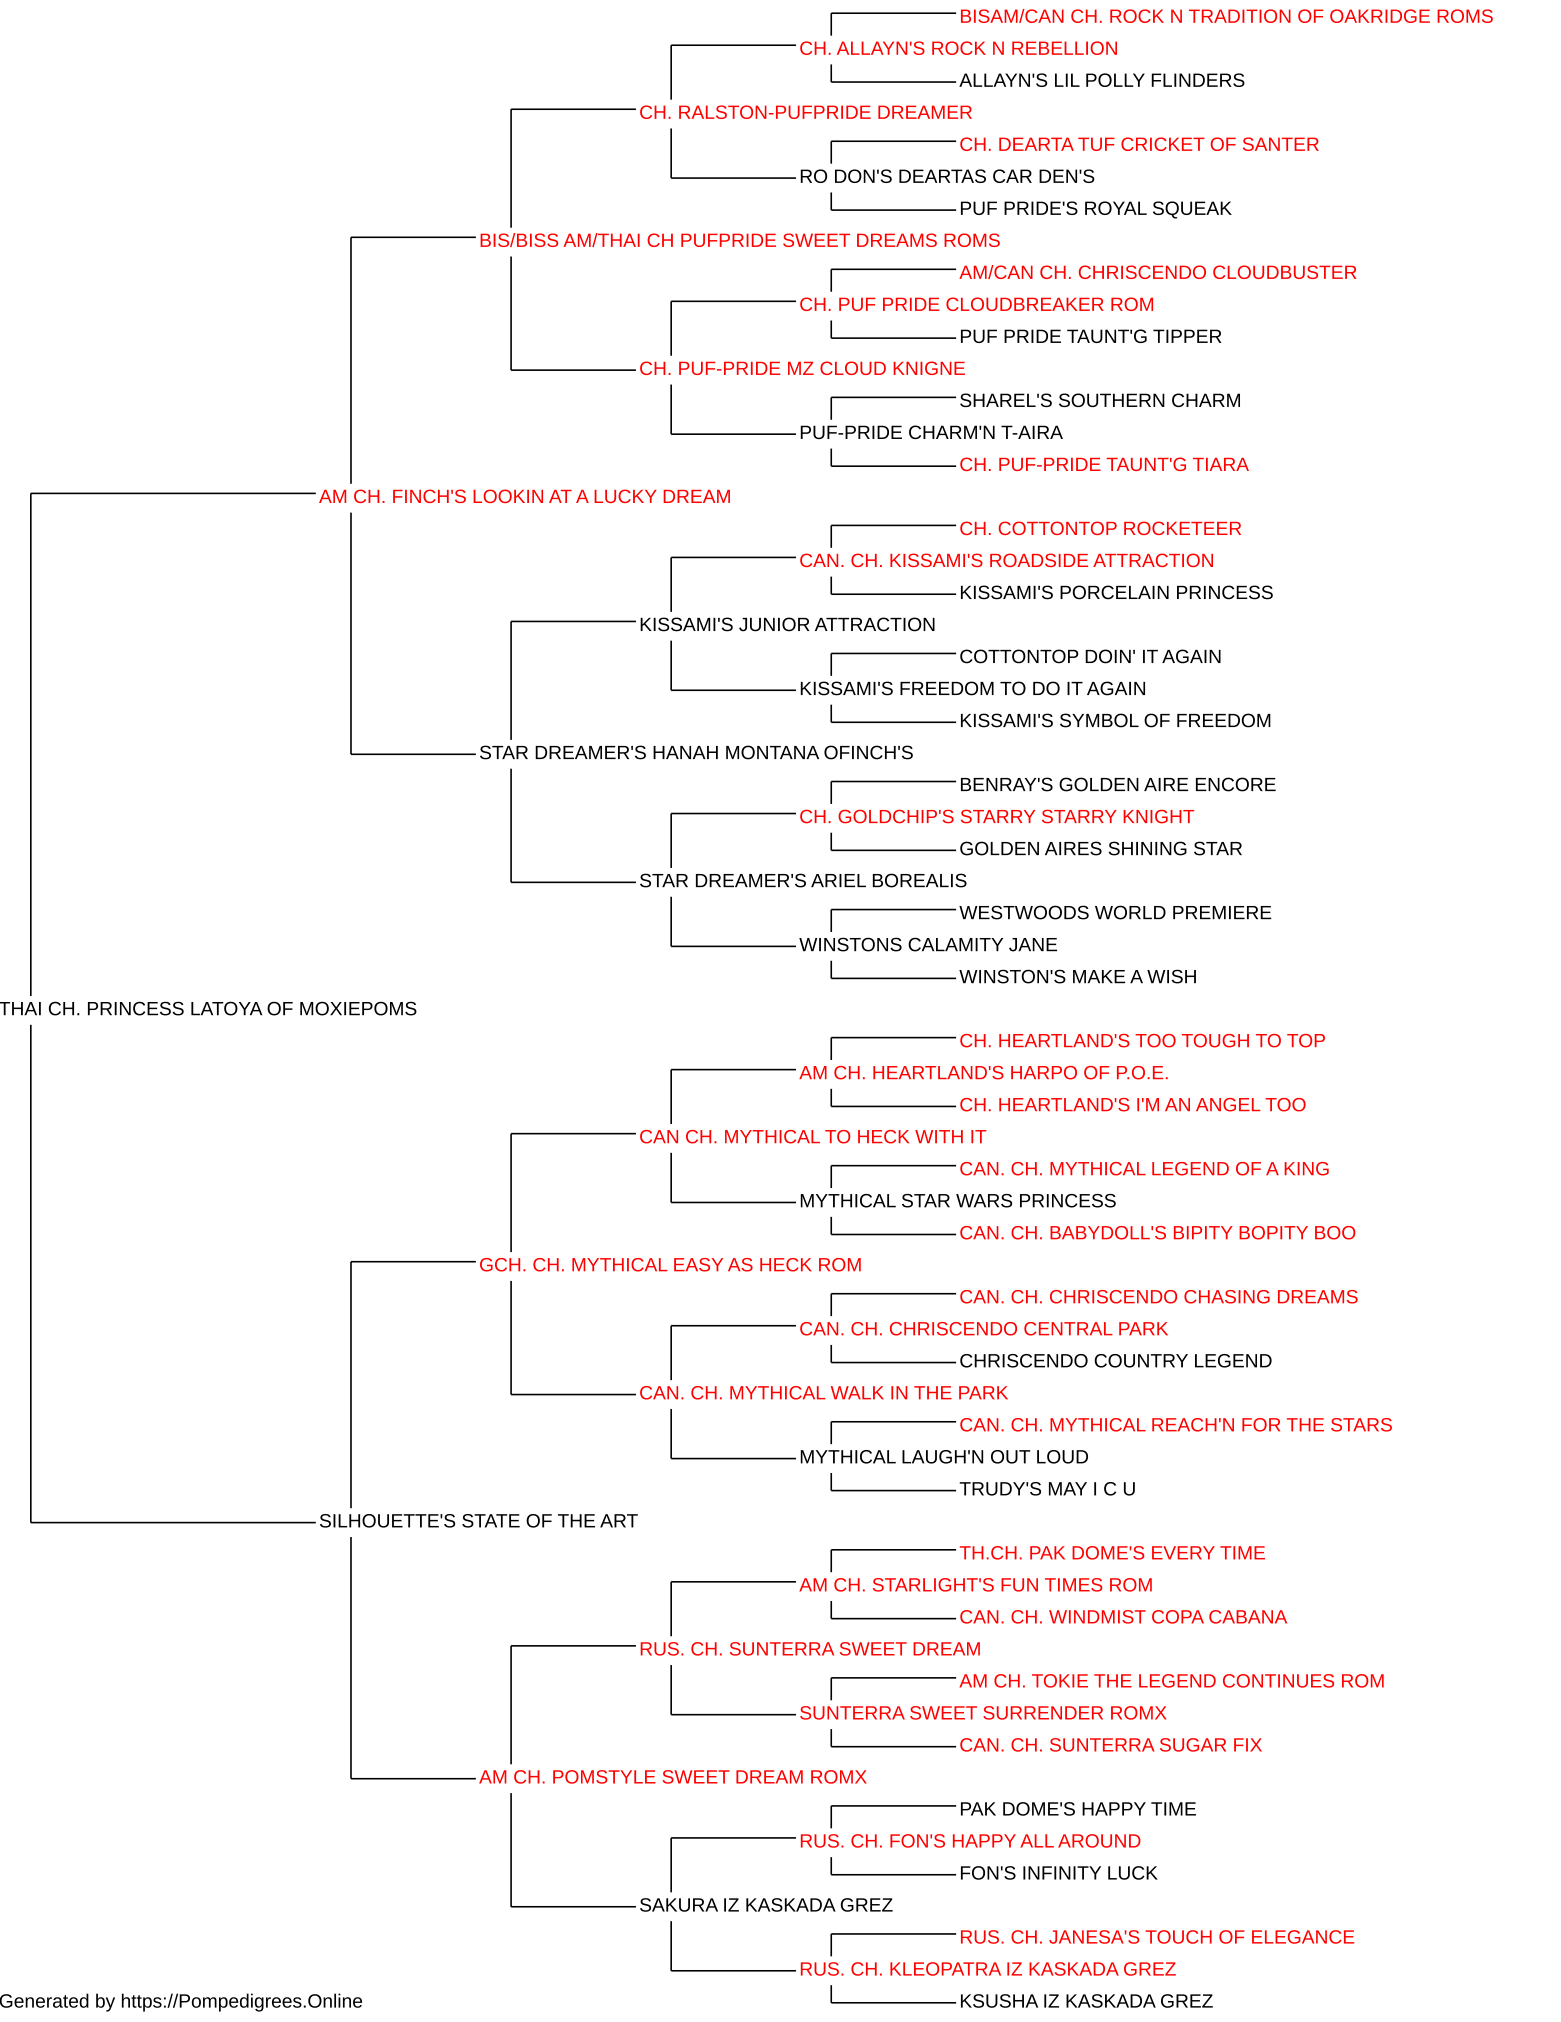 BISAM/CAN CH. ROCK N TRADITION OF OAKRIDGE ROMS
CH. ALLAYN'S ROCK N REBELLION
ALLAYN'S LIL POLLY FLINDERS
CH. RALSTON-PUFPRIDE DREAMER
CH. DEARTA TUF CRICKET OF SANTER
RO DON'S DEARTAS CAR DEN'S
PUF PRIDE'S ROYAL SQUEAK
BIS/BISS AM/THAI CH PUFPRIDE SWEET DREAMS ROMS
AM/CAN CH. CHRISCENDO CLOUDBUSTER
CH. PUF PRIDE CLOUDBREAKER ROM
PUF PRIDE TAUNT'G TIPPER
CH. PUF-PRIDE MZ CLOUD KNIGNE
SHAREL'S SOUTHERN CHARM
PUF-PRIDE CHARM'N T-AIRA
CH. PUF-PRIDE TAUNT'G TIARA
AM CH. FINCH'S LOOKIN AT A LUCKY DREAM
CH. COTTONTOP ROCKETEER
CAN. CH. KISSAMI'S ROADSIDE ATTRACTION
KISSAMI'S PORCELAIN PRINCESS
KISSAMI'S JUNIOR ATTRACTION
COTTONTOP DOIN' IT AGAIN
KISSAMI'S FREEDOM TO DO IT AGAIN
KISSAMI'S SYMBOL OF FREEDOM
STAR DREAMER'S HANAH MONTANA OFINCH'S
BENRAY'S GOLDEN AIRE ENCORE
CH. GOLDCHIP'S STARRY STARRY KNIGHT
GOLDEN AIRES SHINING STAR
STAR DREAMER'S ARIEL BOREALIS
WESTWOODS WORLD PREMIERE
WINSTONS CALAMITY JANE
WINSTON'S MAKE A WISH
THAI CH. PRINCESS LATOYA OF MOXIEPOMS
CH. HEARTLAND'S TOO TOUGH TO TOP
AM CH. HEARTLAND'S HARPO OF P.O.E.
CH. HEARTLAND'S I'M AN ANGEL TOO
CAN CH. MYTHICAL TO HECK WITH IT
CAN. CH. MYTHICAL LEGEND OF A KING
MYTHICAL STAR WARS PRINCESS
CAN. CH. BABYDOLL'S BIPITY BOPITY BOO
GCH. CH. MYTHICAL EASY AS HECK ROM
CAN. CH. CHRISCENDO CHASING DREAMS
CAN. CH. CHRISCENDO CENTRAL PARK
CHRISCENDO COUNTRY LEGEND
CAN. CH. MYTHICAL WALK IN THE PARK
CAN. CH. MYTHICAL REACH'N FOR THE STARS
MYTHICAL LAUGH'N OUT LOUD
TRUDY'S MAY I C U
SILHOUETTE'S STATE OF THE ART
TH.CH. PAK DOME'S EVERY TIME
AM CH. STARLIGHT'S FUN TIMES ROM
CAN. CH. WINDMIST COPA CABANA
RUS. CH. SUNTERRA SWEET DREAM
AM CH. TOKIE THE LEGEND CONTINUES ROM
SUNTERRA SWEET SURRENDER ROMX
CAN. CH. SUNTERRA SUGAR FIX
AM CH. POMSTYLE SWEET DREAM ROMX
PAK DOME'S HAPPY TIME
RUS. CH. FON'S HAPPY ALL AROUND
FON'S INFINITY LUCK
SAKURA IZ KASKADA GREZ
RUS. CH. JANESA'S TOUCH OF ELEGANCE
RUS. CH. KLEOPATRA IZ KASKADA GREZ
KSUSHA IZ KASKADA GREZ
Generated by https://Pompedigrees.Online